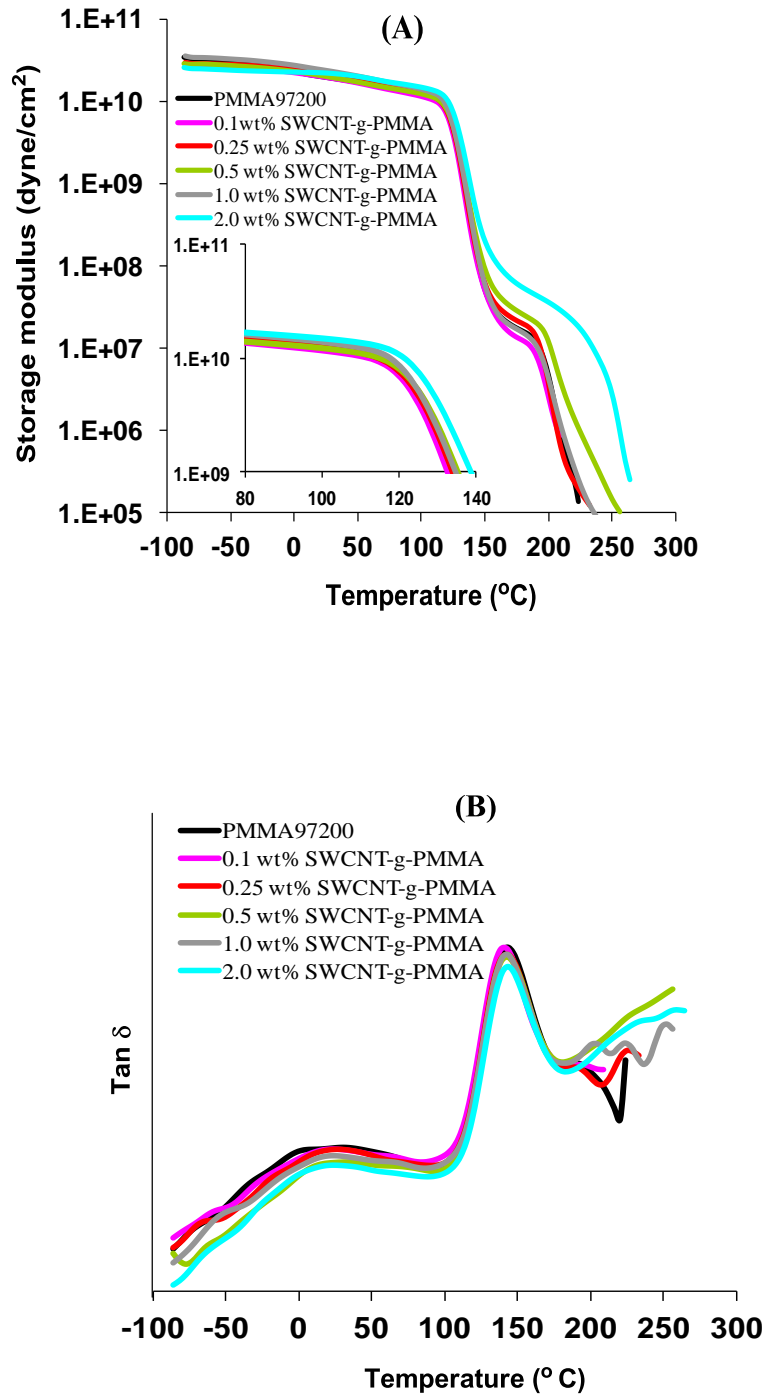 (A)
1.E+11
1.E+10
1.E+09
1.E+08
1.E+07
1.E+06
1.E+05
Storage modulus (dyne/cm2)
PMMA97200
0.1wt% SWCNT-g-PMMA
0.25 wt% SWCNT-g-PMMA
0.5 wt% SWCNT-g-PMMA
1.0 wt% SWCNT-g-PMMA
2.0 wt% SWCNT-g-PMMA
1.E+11
1.E+10
1.E+09
80 100 120 140
-100 -50 0 50 100 150 200 250 300
Temperature (oC)
(B)
PMMA97200
0.1 wt% SWCNT-g-PMMA
0.25 wt% SWCNT-g-PMMA
0.5 wt% SWCNT-g-PMMA
1.0 wt% SWCNT-g-PMMA
2.0 wt% SWCNT-g-PMMA
Tan δ
-100 -50 0 50 100 150 200 250 300
Temperature (o C)